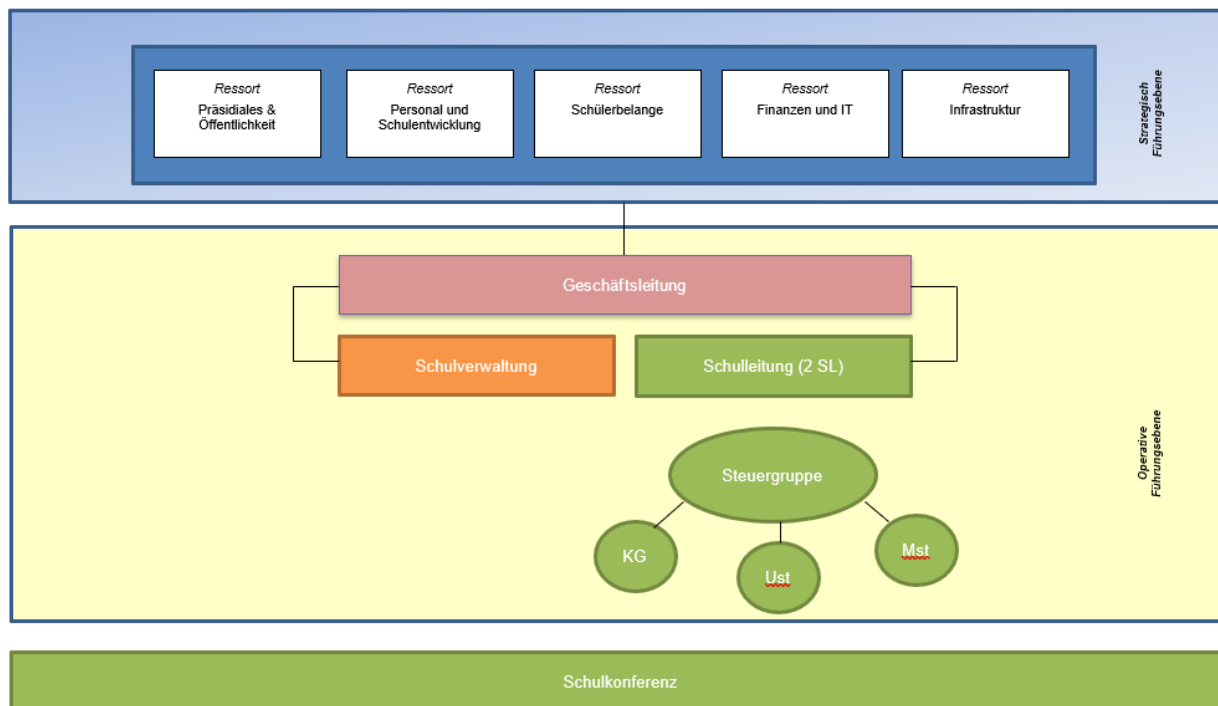 Ressort
Präsidiales &
Öffentlichkeit
Ressort
Personal und
Schulentwicklung
Ressort
Schülerbelange
Ressort
Finanzen und IT
Ressort
Infrastruktur
Strategisch
Führungsebene
Geschäftsleitung
Schulverwaltung
Schulleitung (2 SL)
Steuergruppe
KG
Ust
Mst
Operative
Führungsebene
Schulkonferenz